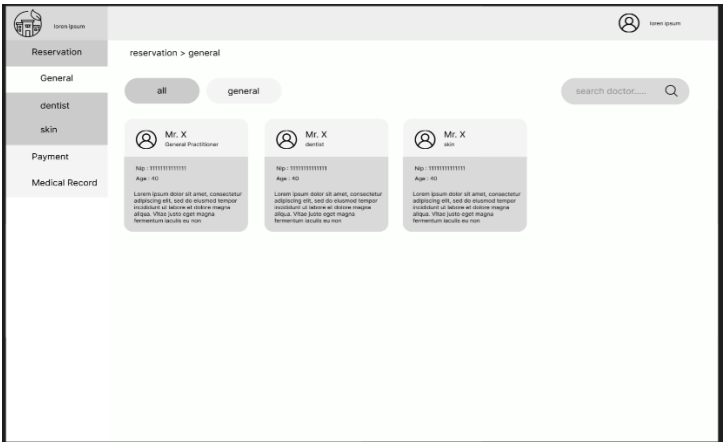 loren ipsum
loren ipsum
Reservation
General
dentist
skin
Payment
Medical Record
reservation > general
all
general
search doctor.....
Mr. X
General Practitioner
Nip : 11111111111111
Age : 40
Lorem ipsum dolor sit amet, consectetur
adipiscing elit, sed do eiusmod tempor
incididunt ut labore et dolore magna
aliqua. Vitae justo eget magna
fermentum iaculis eu non
Mr. X
dentist
Nip : 11111111111111
Age : 40
Lorem ipsum dolor sit amet, consectetur
adipiscing elit, sed do eiusmod tempor
incididunt ut labore et dolore magna
aliqua. Vitae justo eget magna
fermentum iaculis eu non
Mr. X
skin
Nip : 11111111111111
Age : 40
Lorem ipsum dolor sit amet, consectetur
adipiscing elit, sed do eiusmod tempor
incididunt ut labore et dolore magna
aliqua. Vitae justo eget magna
fermentum iaculis eu non